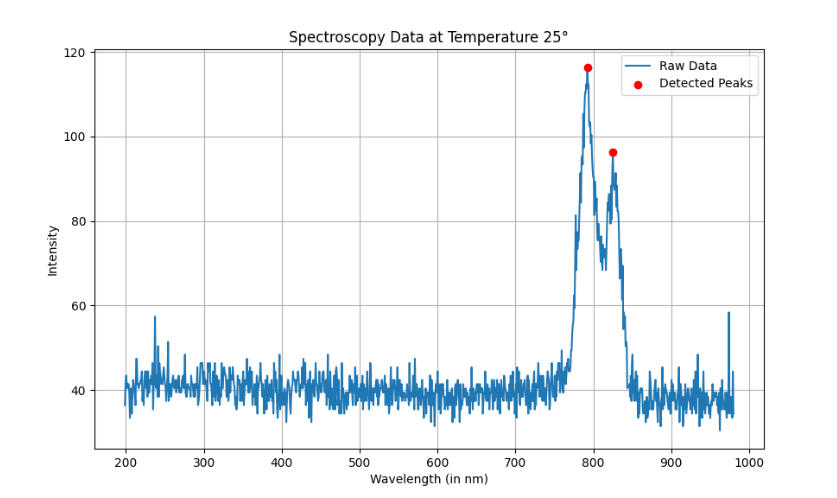 Spectroscopy Data at Temperature 25°
Raw Data
Detected Peaks
Intensity
120
100
80
60
40
200 300 400 500 600 700 800 900 1000
Wavelength (in nm)